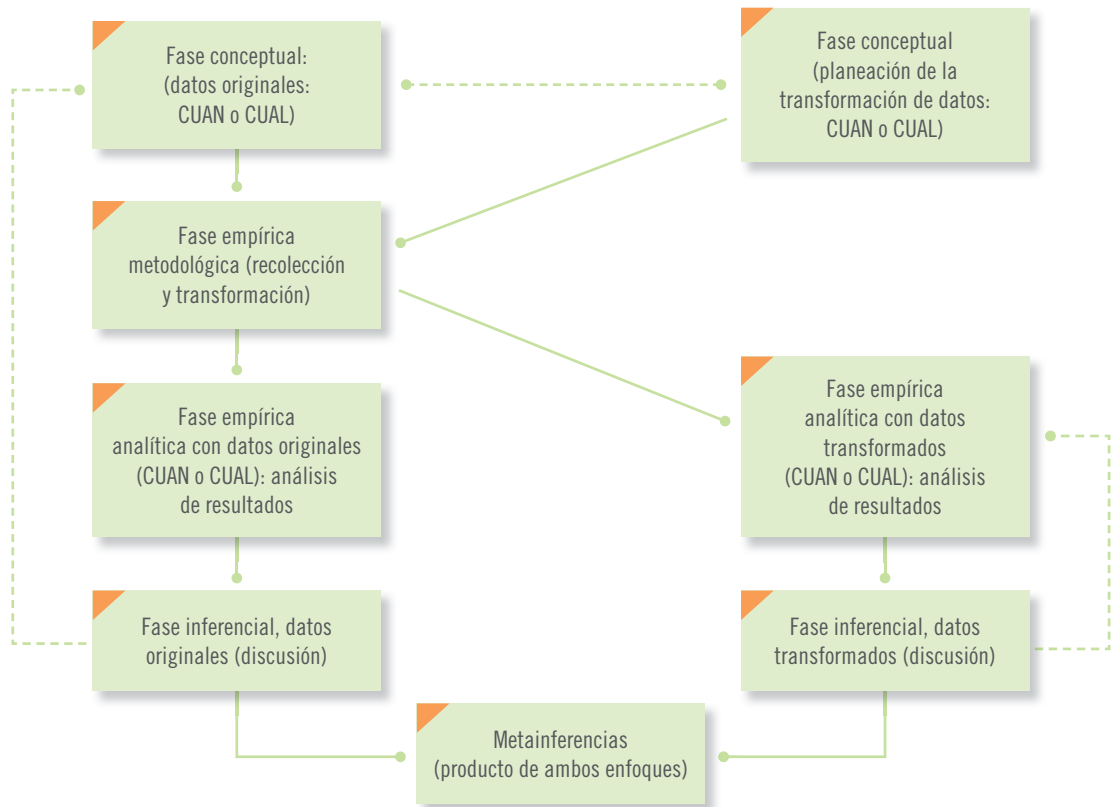 Fase conceptual:
(datos originales:
CUAN o CUAL)
Fase conceptual
(planeación de la
transformación de datos:
CUAN o CUAL)
Fase empírica
metodológica (recolección
y transformación)
Fase empírica
analítica con datos originales
(CUAN o CUAL): análisis
de resultados
Fase empírica
analítica con datos
transformados
(CUAN o CUAL): análisis
de resultados
Fase inferencial, datos
originales (discusión)
Fase inferencial, datos
transformados (discusión)
Metainferencias
(producto de ambos enfoques)